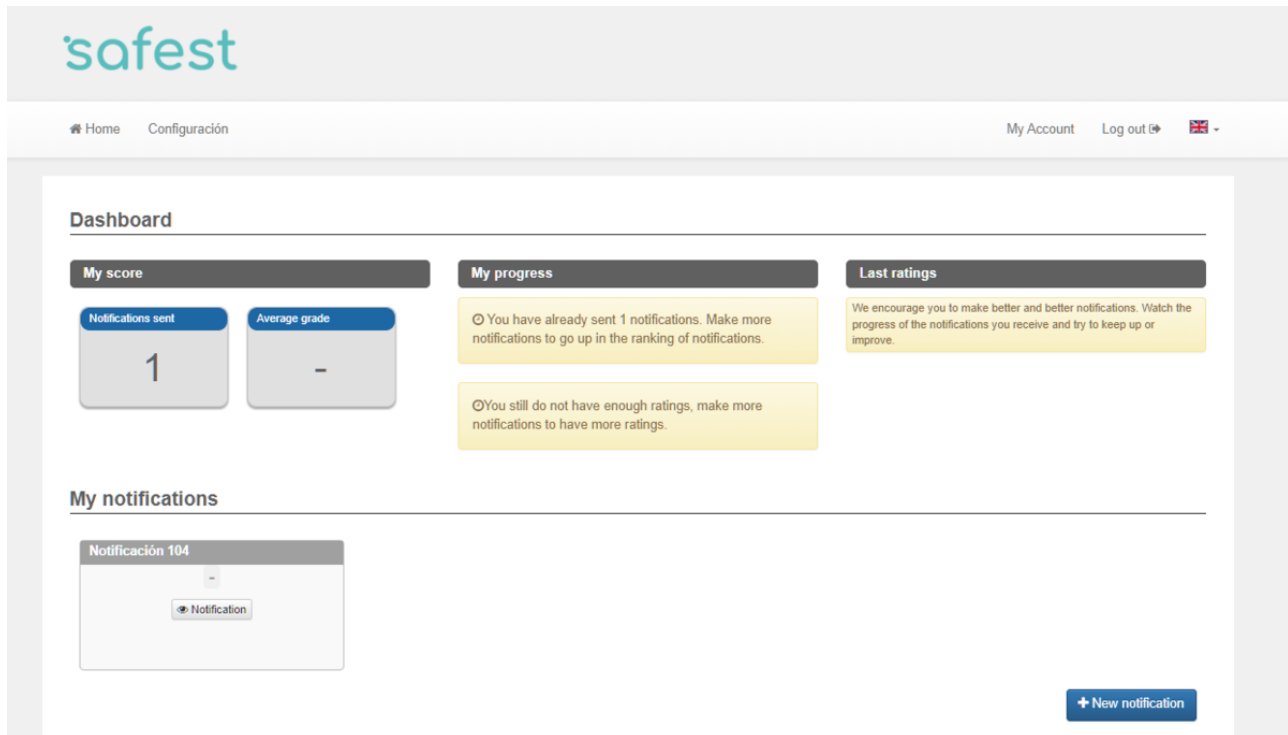 safest
Home Configuración My Account Log out
Dashboard
My score
Notifications sent
1
Average grade
-
My progress
You have already sent 1 notifications. Make more
notifications to go up in the ranking of notifications.
You still do not have enough ratings, make more
notifications to have more ratings.
Last ratings
We encourage you to make better and better notifications. Watch the
progress of the notifications you receive and try to keep up or
improve.
My notifications
Notificación 104
-
Notification
+ New notification